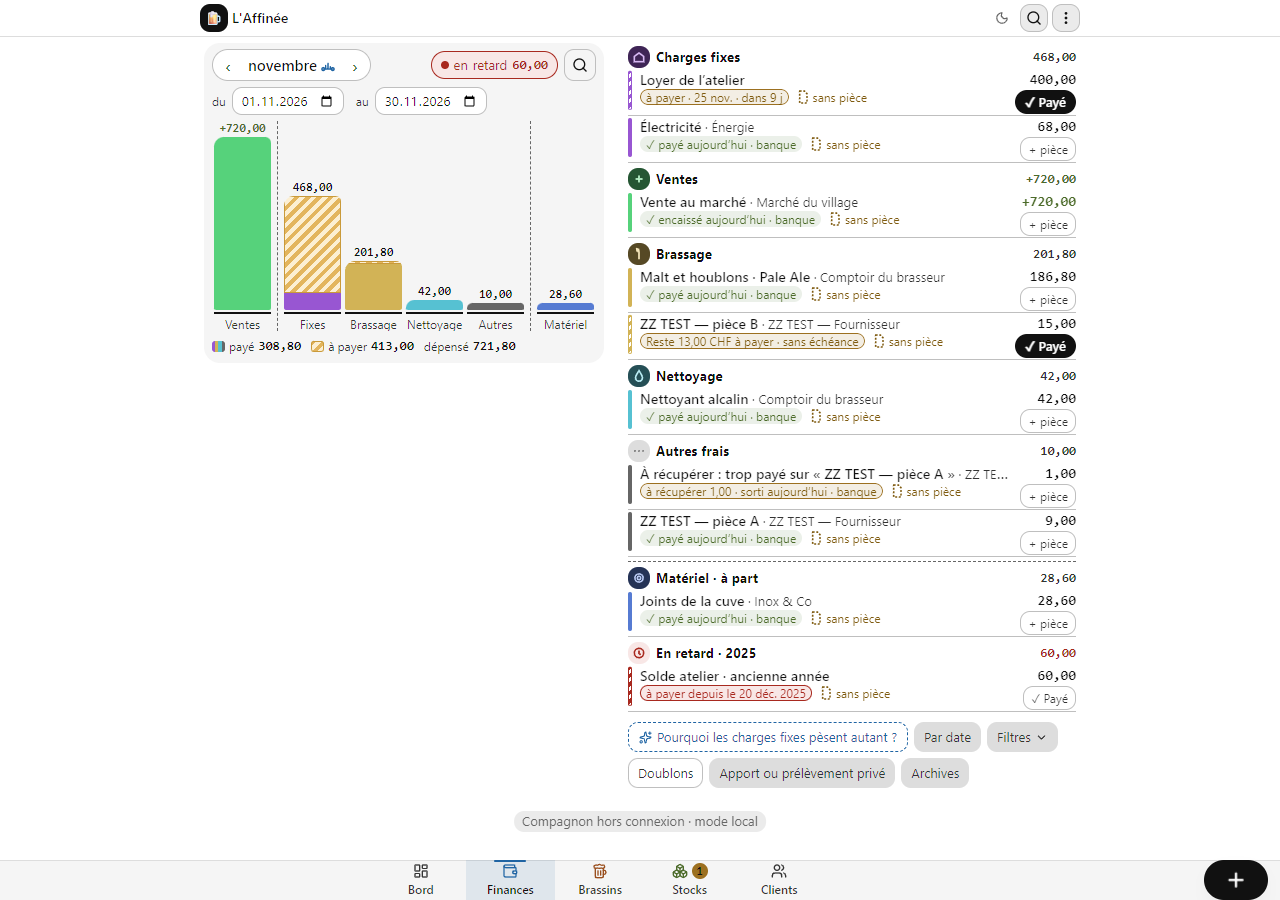 L'Affinée
‹ novembre ›
en retard 60,00
du 01.11.2026 au 30.11.2026
+720,00
468,00
201,80
42,00
10,00
28,60
Ventes Fixes Brassage Nettoyage Autres Matériel
payé 308,80 à payer 413,00 dépensé 721,80
Charges fixes 468,00
Loyer de l’atelier 400,00
à payer · 25 nov. · dans 9 j sans pièce ✓ Payé
Électricité · Énergie 68,00
✓ payé aujourd’hui · banque sans pièce + pièce
Ventes +720,00
Vente au marché · Marché du village +720,00
✓ encaissé aujourd’hui · banque sans pièce + pièce
Brassage 201,80
Malt et houblons · Pale Ale · Comptoir du brasseur 186,80
✓ payé aujourd’hui · banque sans pièce + pièce
ZZ TEST — pièce B · ZZ TEST — Fournisseur 15,00
Reste 13,00 CHF à payer · sans échéance sans pièce ✓ Payé
Nettoyage 42,00
Nettoyant alcalin · Comptoir du brasseur 42,00
✓ payé aujourd’hui · banque sans pièce + pièce
Autres frais 10,00
À récupérer : trop payé sur « ZZ TEST — pièce A » · ZZ TE… 1,00
à récupérer 1,00 · sorti aujourd’hui · banque sans pièce + pièce
ZZ TEST — pièce A · ZZ TEST — Fournisseur 9,00
✓ payé aujourd’hui · banque sans pièce + pièce
Matériel · à part 28,60
Joints de la cuve · Inox & Co 28,60
✓ payé aujourd’hui · banque sans pièce + pièce
En retard · 2025 60,00
Solde atelier · ancienne année 60,00
à payer depuis le 20 déc. 2025 sans pièce ✓ Payé
Pourquoi les charges fixes pèsent autant ? Par date Filtres
Doublons Apport ou prélèvement privé Archives
Compagnon hors connexion · mode local
Bord Finances Brassins Stocks 1 Clients
+